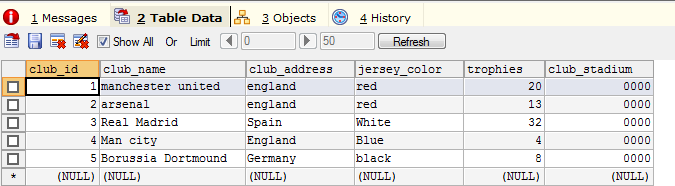 1 Messages 2 Table Data 3 Objects 4 History
Show All Or Limit 0 50 Refresh
club_id club_name club_address jersey_color trophies club_stadium
1 manchester united england red 20 0000
2 arsenal england red 13 0000
3 Real Madrid Spain White 32 0000
4 Man city England Blue 4 0000
5 Borussia Dortmound Germany black 8 0000
* (NULL) (NULL) (NULL) (NULL) (NULL) (NULL)